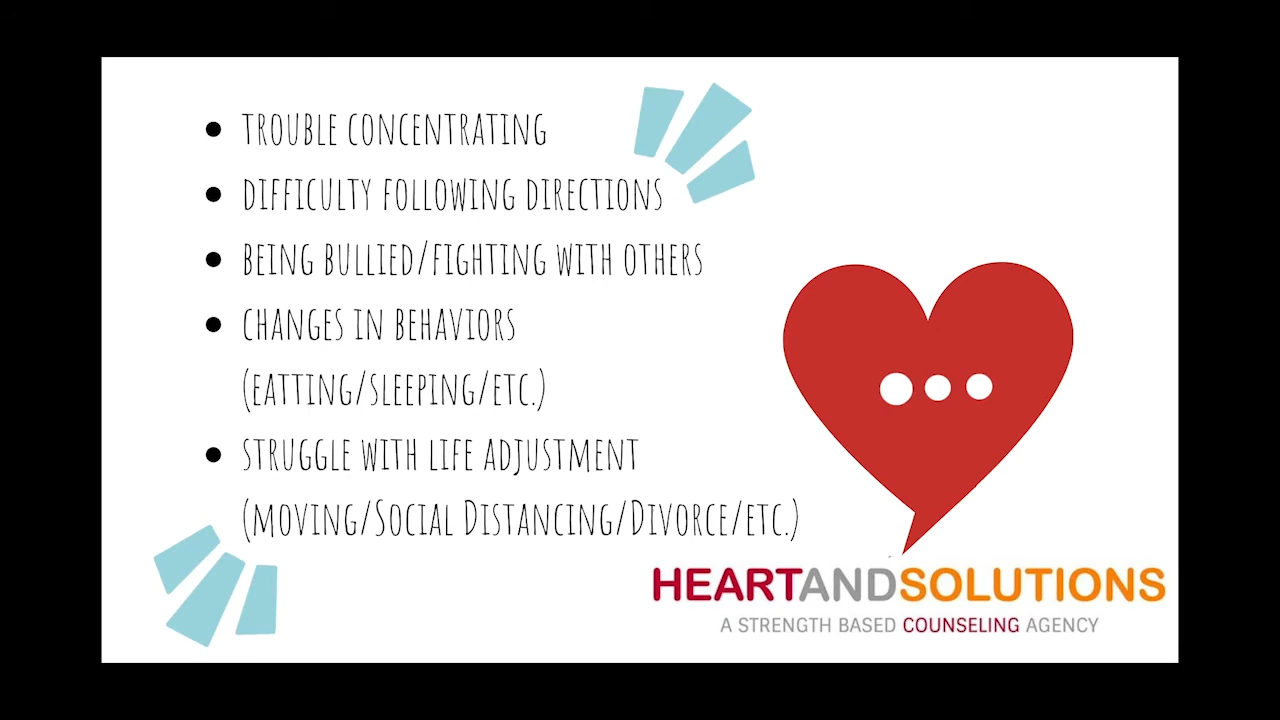 TROUBLE CONCENTRATING
DIFFICULTY FOLLOWING DIRECTIONS
BEING BULLIED/FIGHTING WITH OTHERS
CHANGES IN BEHAVIORS
(EATTING/SLEEPING/ETC.)
STRUGGLE WITH LIFE ADJUSTMENT
(MOVING/SOCIAL DISTANCING/DIVORCE/ETC.)
HEARTANDSOLUTIONS
A STRENGTH BASED COUNSELING AGENCY